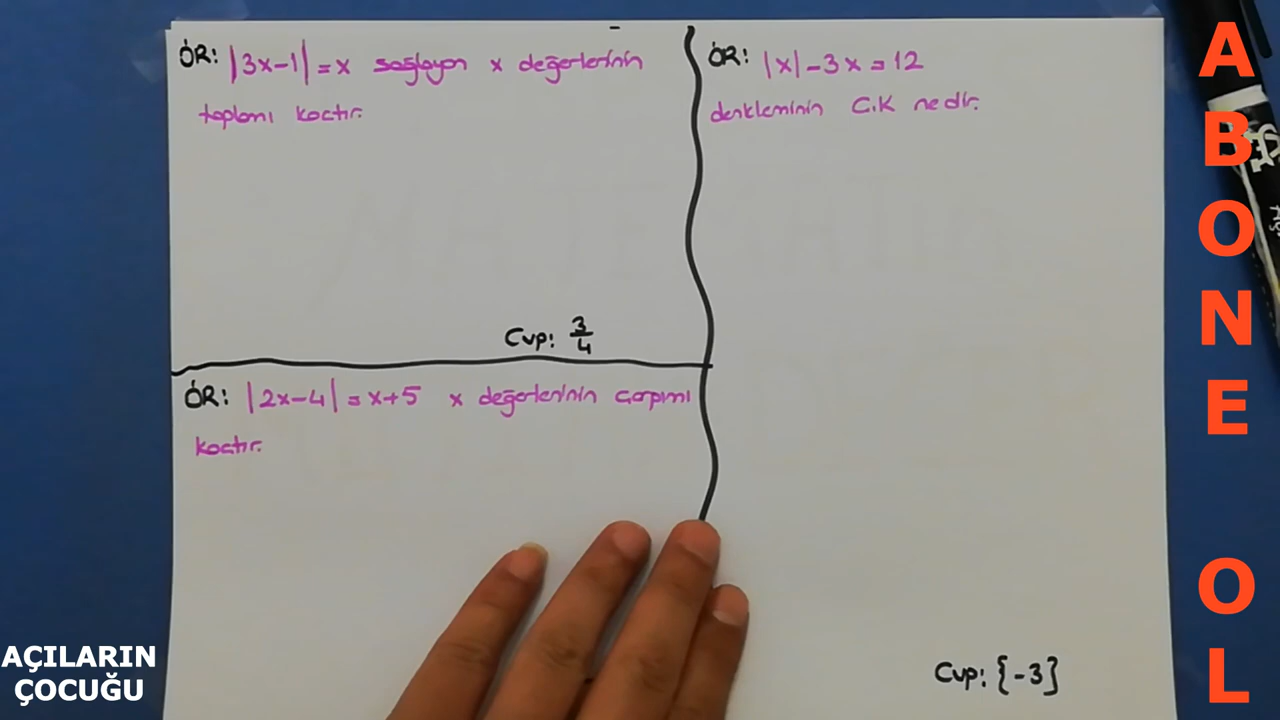 ÖR: |3x-1| = x sağlayan x değerlerinin
toplamı kaçtır.
Cvp: 3/4
ÖR: |2x-4| = x+5 x değerlerinin çarpımı
kaçtır.
ÖR: |x| - 3x = 12
denkleminin Ç.K nedir.
Cvp: {-3}
ABONE OL
AÇILARIN
ÇOCUĞU